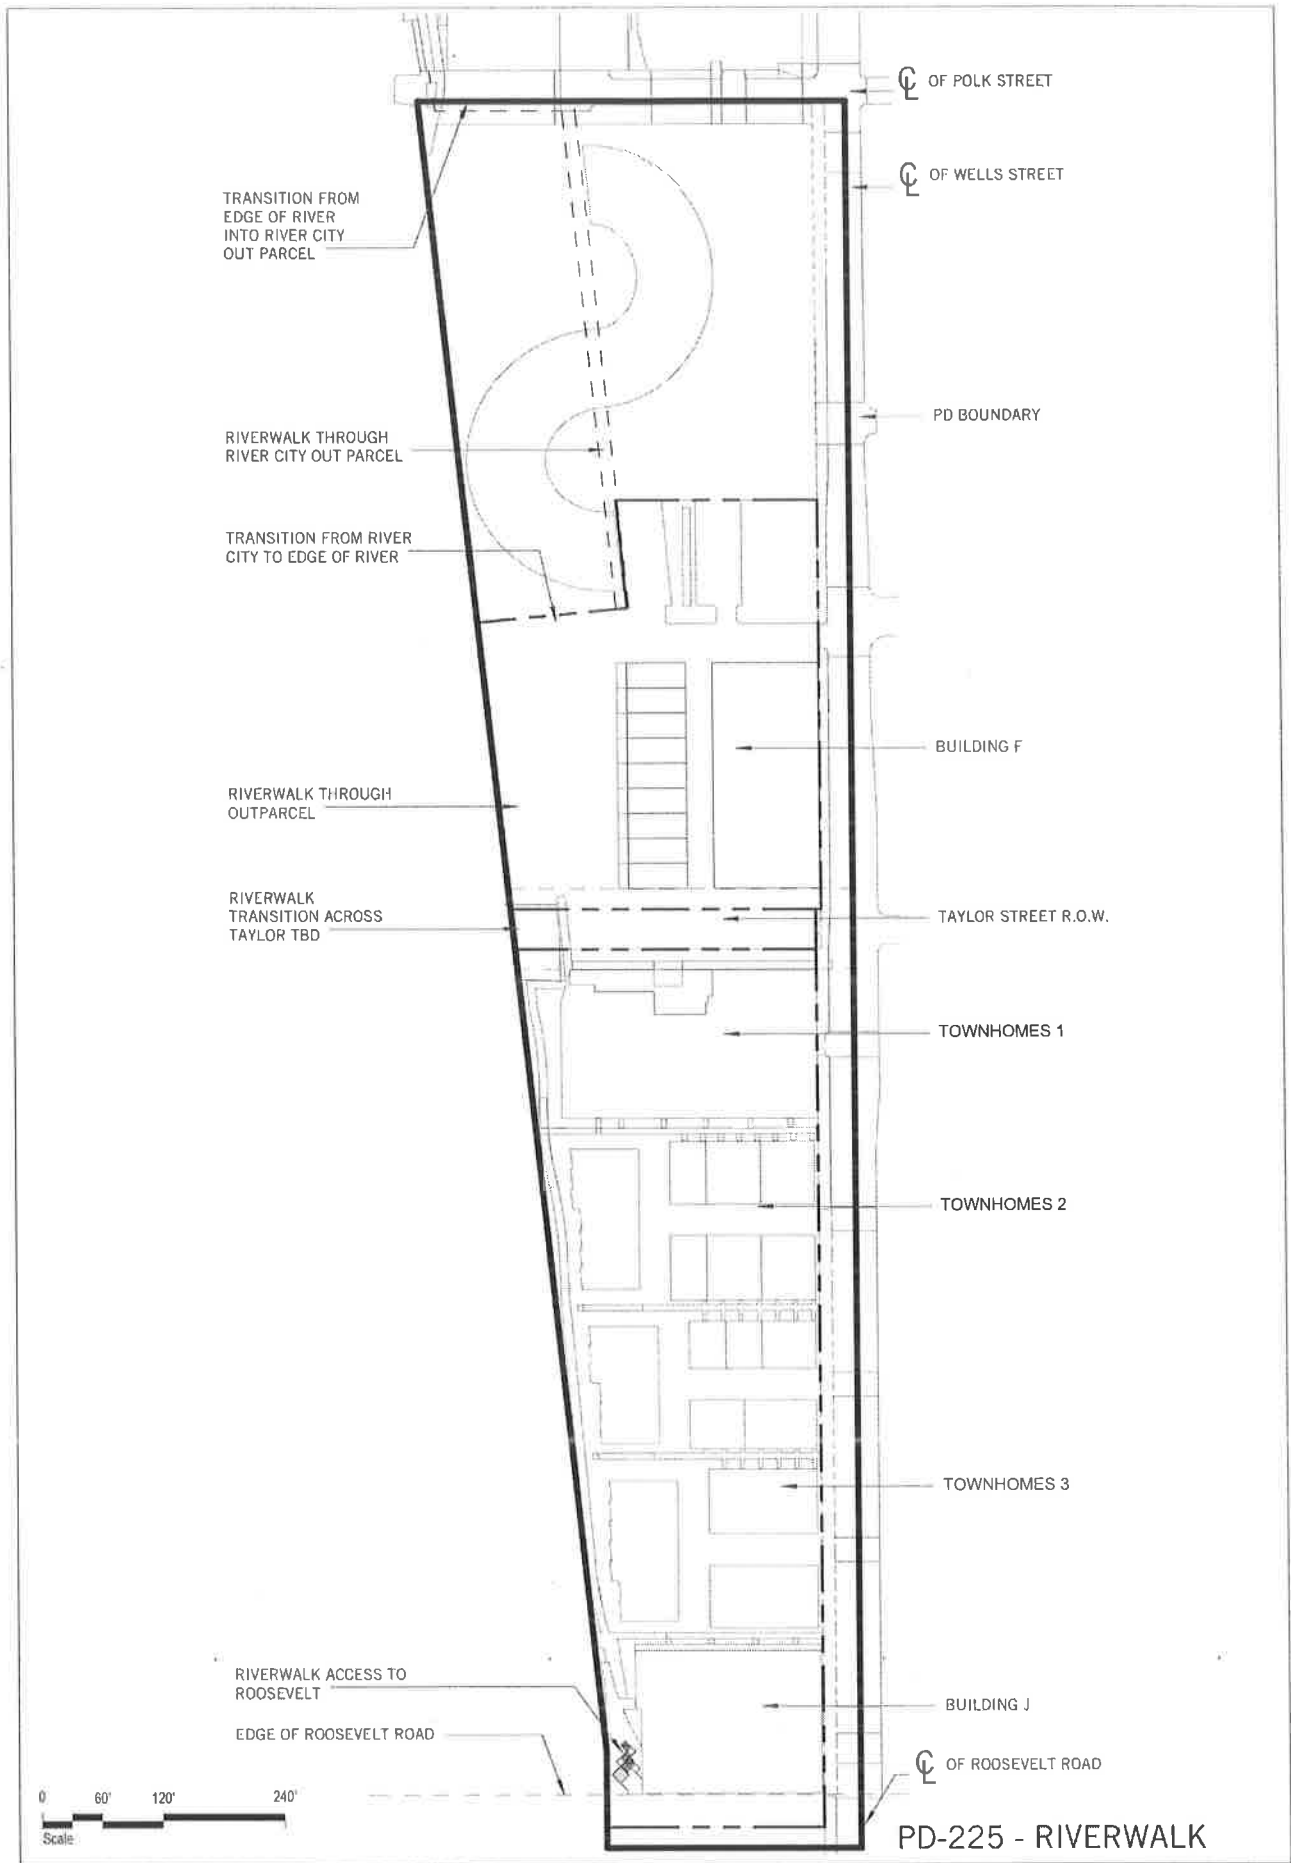 ℄ OF POLK STREET
℄ OF WELLS STREET
TRANSITION FROM
EDGE OF RIVER
INTO RIVER CITY
OUT PARCEL
PD BOUNDARY
RIVERWALK THROUGH
RIVER CITY OUT PARCEL
TRANSITION FROM RIVER
CITY TO EDGE OF RIVER
BUILDING F
RIVERWALK THROUGH
OUTPARCEL
RIVERWALK
TRANSITION ACROSS
TAYLOR TBD
TAYLOR STREET R.O.W.
TOWNHOMES 1
TOWNHOMES 2
TOWNHOMES 3
RIVERWALK ACCESS TO
ROOSEVELT
BUILDING J
EDGE OF ROOSEVELT ROAD
℄ OF ROOSEVELT ROAD
0 60' 120' 240'
Scale
PD-225 - RIVERWALK